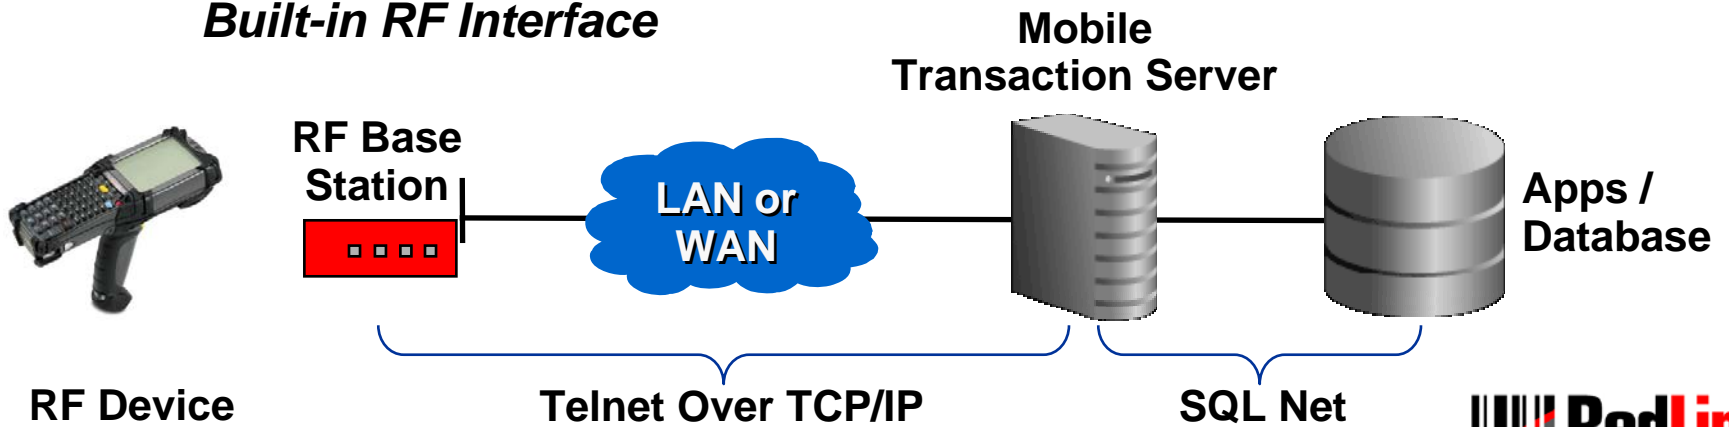 Built-in RF Interface
Mobile
Transaction Server
RF Base
Station
LAN or
WAN
Apps /
Database
RF Device
Telnet Over TCP/IP
SQL Net